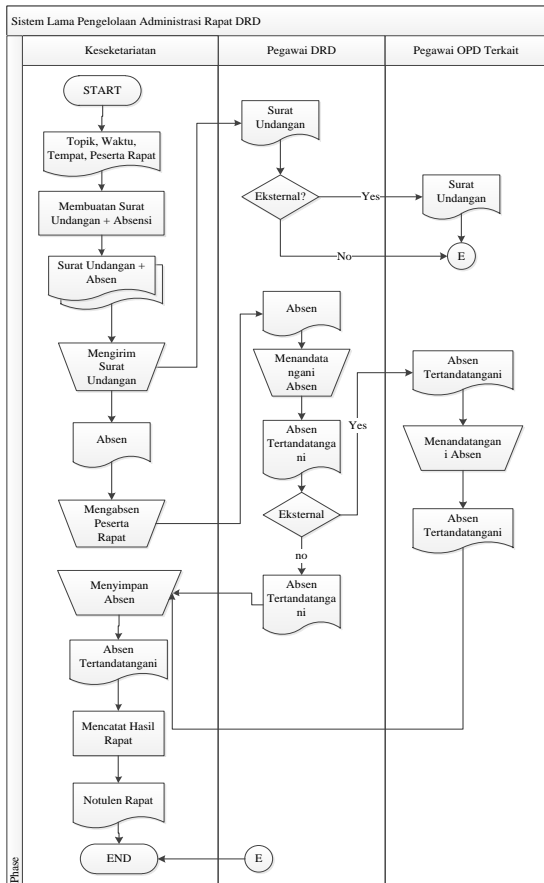 Sistem Lama Pengelolaan Administrasi Rapat DRD
Keseketariatan
Pegawai DRD
Pegawai OPD Terkait
START
Topik, Waktu,
Tempat, Peserta Rapat
Membuatan Surat
Undangan + Absensi
Surat Undangan +
Absen
Mengirim
Surat
Undangan
Absen
Mengabsen
Peserta
Rapat
Menyimpan
Absen
Absen
Tertandatangani
Mencatat Hasil
Rapat
Notulen Rapat
END
Surat
Undangan
Eksternal?
Yes
No
Absen
Menandata
tangani
Absen
Absen
Tertandatanga
ni
Eksternal
Yes
no
Absen
Tertandatanga
ni
E
Surat
Undangan
E
Absen
Tertandatangani
Menandatangan
i Absen
Absen
Tertandatangani
Phase